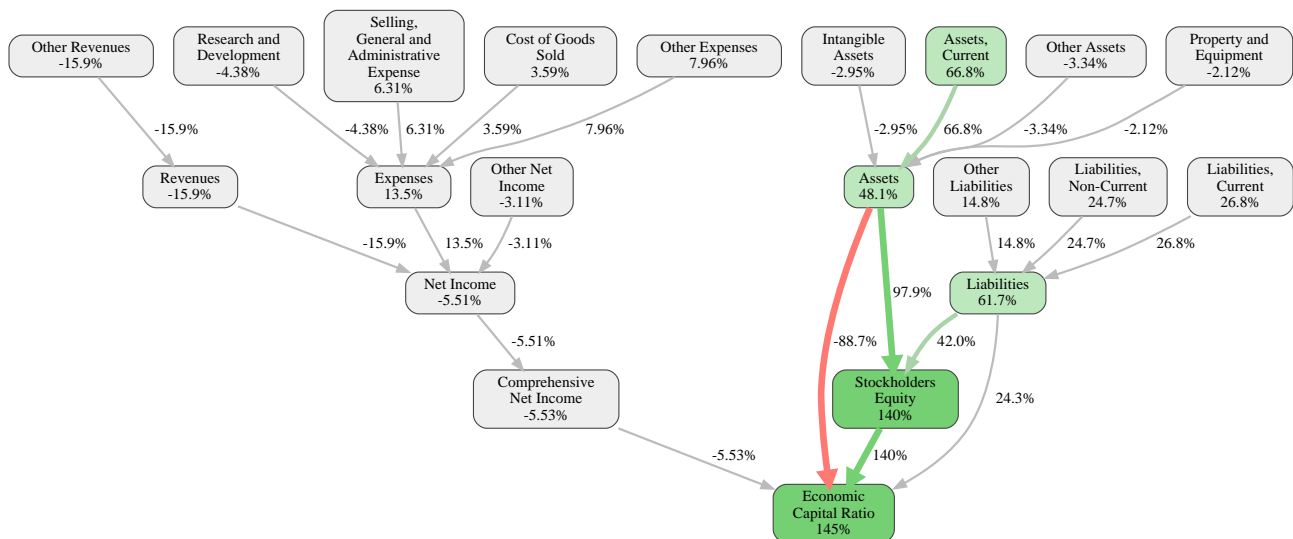 Other Revenues
-15.9%
Research and
Development
-4.38%
Selling,
General and
Administrative
Expense
6.31%
Cost of Goods
Sold
3.59%
Other Expenses
7.96%
Intangible
Assets
-2.95%
Assets,
Current
66.8%
Other Assets
-3.34%
Property and
Equipment
-2.12%
-15.9%
-4.38%
6.31%
3.59%
7.96%
-2.95%
66.8%
-3.34%
-2.12%
Revenues
-15.9%
Expenses
13.5%
Other Net
Income
-3.11%
Assets
48.1%
Other
Liabilities
14.8%
Liabilities,
Non-Current
24.7%
Liabilities,
Current
26.8%
-15.9%
13.5%
-3.11%
14.8%
24.7%
26.8%
Net Income
-5.51%
97.9%
Liabilities
61.7%
-5.51%
-88.7%
42.0%
Comprehensive
Net Income
-5.53%
Stockholders
Equity
140%
24.3%
-5.53%
140%
Economic
Capital Ratio
145%